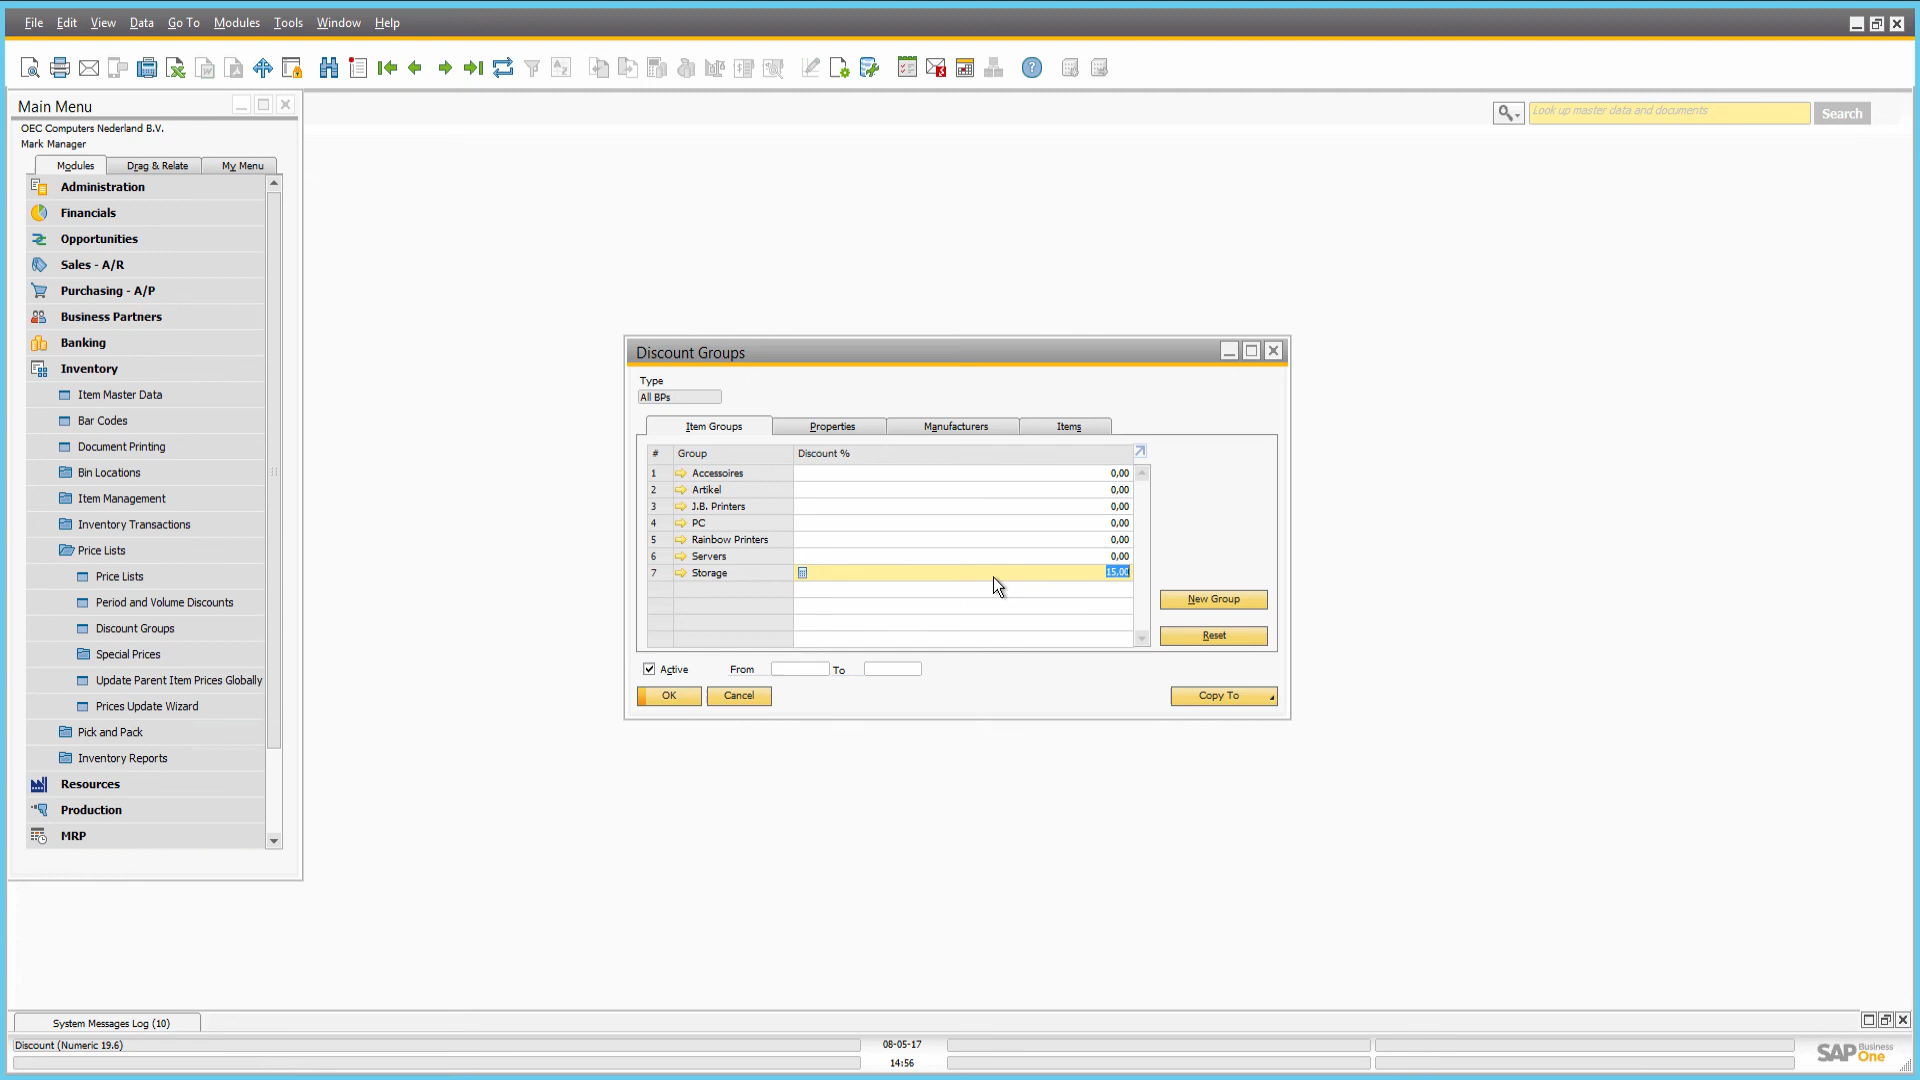 File Edit View Data Go To Modules Tools Window Help
Main Menu
OEC Computers Nederland B.V.
Mark Manager
Modules Drag & Relate My Menu
Administration
Financials
Opportunities
Sales - A/R
Purchasing - A/P
Business Partners
Banking
Inventory
Item Master Data
Bar Codes
Document Printing
Bin Locations
Item Management
Inventory Transactions
Price Lists
Price Lists
Period and Volume Discounts
Discount Groups
Special Prices
Update Parent Item Prices Globally
Prices Update Wizard
Pick and Pack
Inventory Reports
Resources
Production
MRP
Look up master data and documents Search
Discount Groups
Type
All BPs
Item Groups Properties Manufacturers Items
# Group Discount %
1 Accessoires 0,00
2 Artikel 0,00
3 J.B. Printers 0,00
4 PC 0,00
5 Rainbow Printers 0,00
6 Servers 0,00
7 Storage 15,00
New Group
Reset
Active From To
OK Cancel Copy To
System Messages Log (10)
Discount (Numeric 19.6) 08-05-17
14:56
SAP Business One